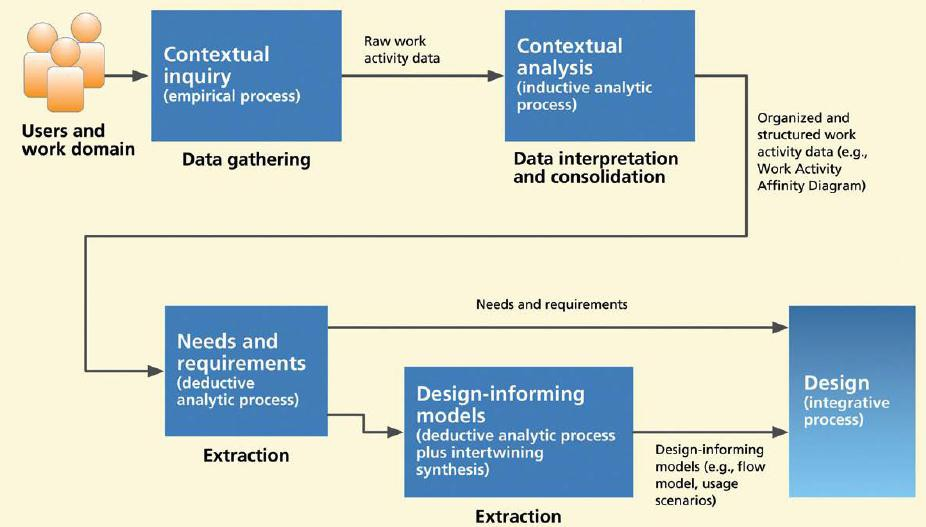 Users and
work domain
Contextual
inquiry
(empirical process)
Data gathering
Raw work
activity data
Contextual
analysis
(inductive analytic
process)
Data interpretation
and consolidation
Organized and
structured work
activity data (e.g.,
Work Activity
Affinity Diagram)
Needs and
requirements
(deductive
analytic process)
Extraction
Needs and requirements
Design-informing
models
(deductive analytic process
plus intertwining
synthesis)
Extraction
Design-informing
models (e.g., flow
model, usage
scenarios)
Design
(integrative
process)